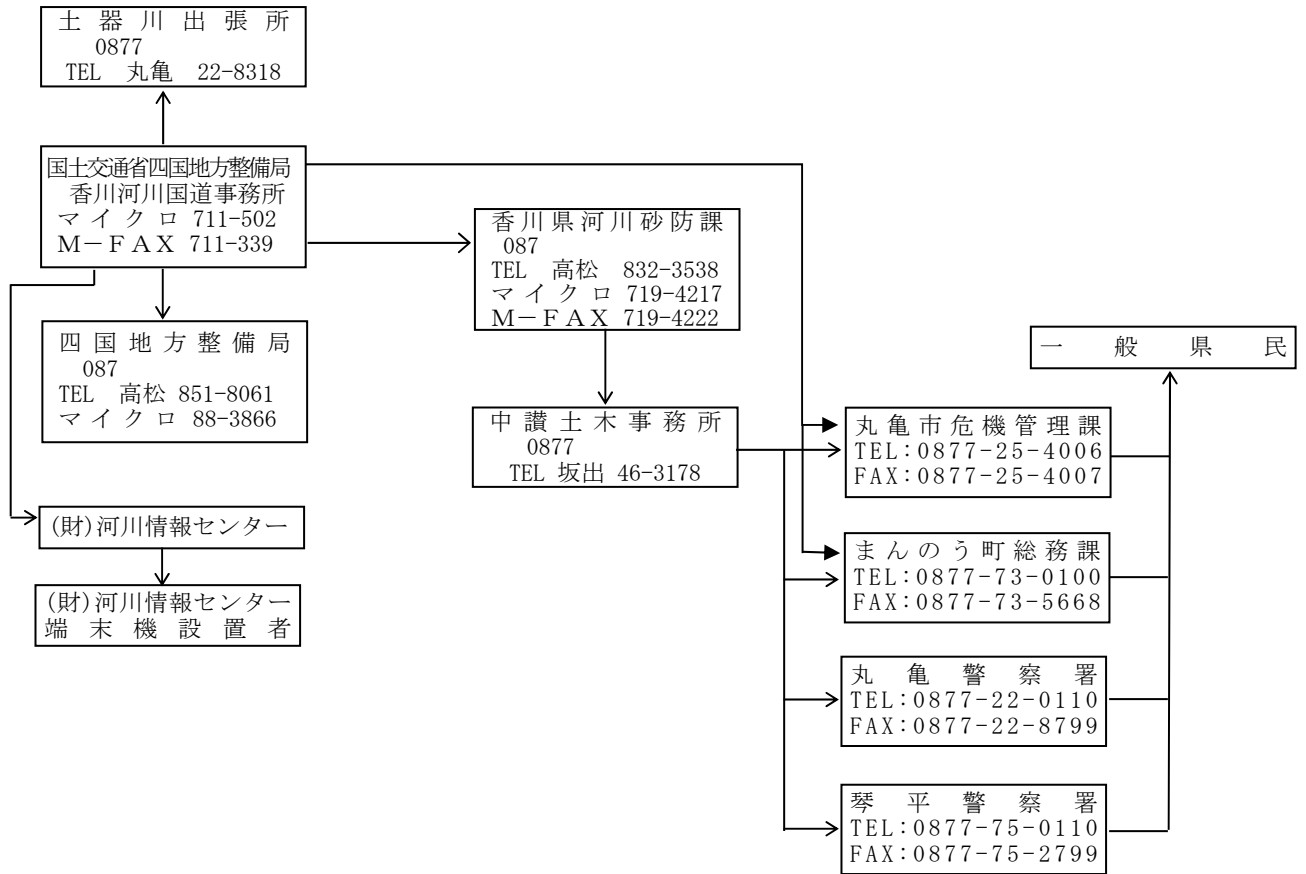 土器川出張所
0877
TEL 丸亀 22-8318
国土交通省四国地方整備局
香川河川国道事務所
マイクロ 711-502
M－FAX 711-339
香川県河川砂防課
087
TEL 高松 832-3538
マイクロ 719-4217
M－FAX 719-4222
四国地方整備局
087
TEL 高松 851-8061
マイクロ 88-3866
一般県民
中讃土木事務所
0877
TEL 坂出 46-3178
丸亀市危機管理課
TEL:0877-25-4006
FAX:0877-25-4007
(財)河川情報センター
まんのう町総務課
TEL:0877-73-0100
FAX:0877-73-5668
(財)河川情報センター
端末機設置者
丸亀警察署
TEL:0877-22-0110
FAX:0877-22-8799
琴平警察署
TEL:0877-75-0110
FAX:0877-75-2799